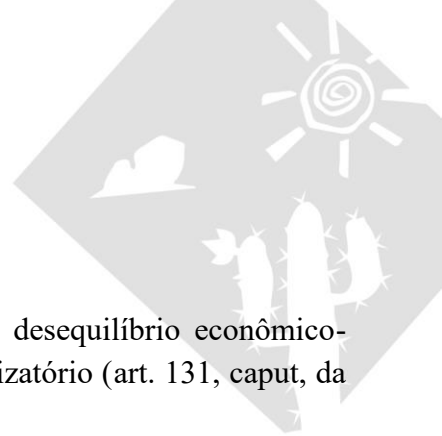 desequilíbrio econômico-
izatório (art. 131, caput, da